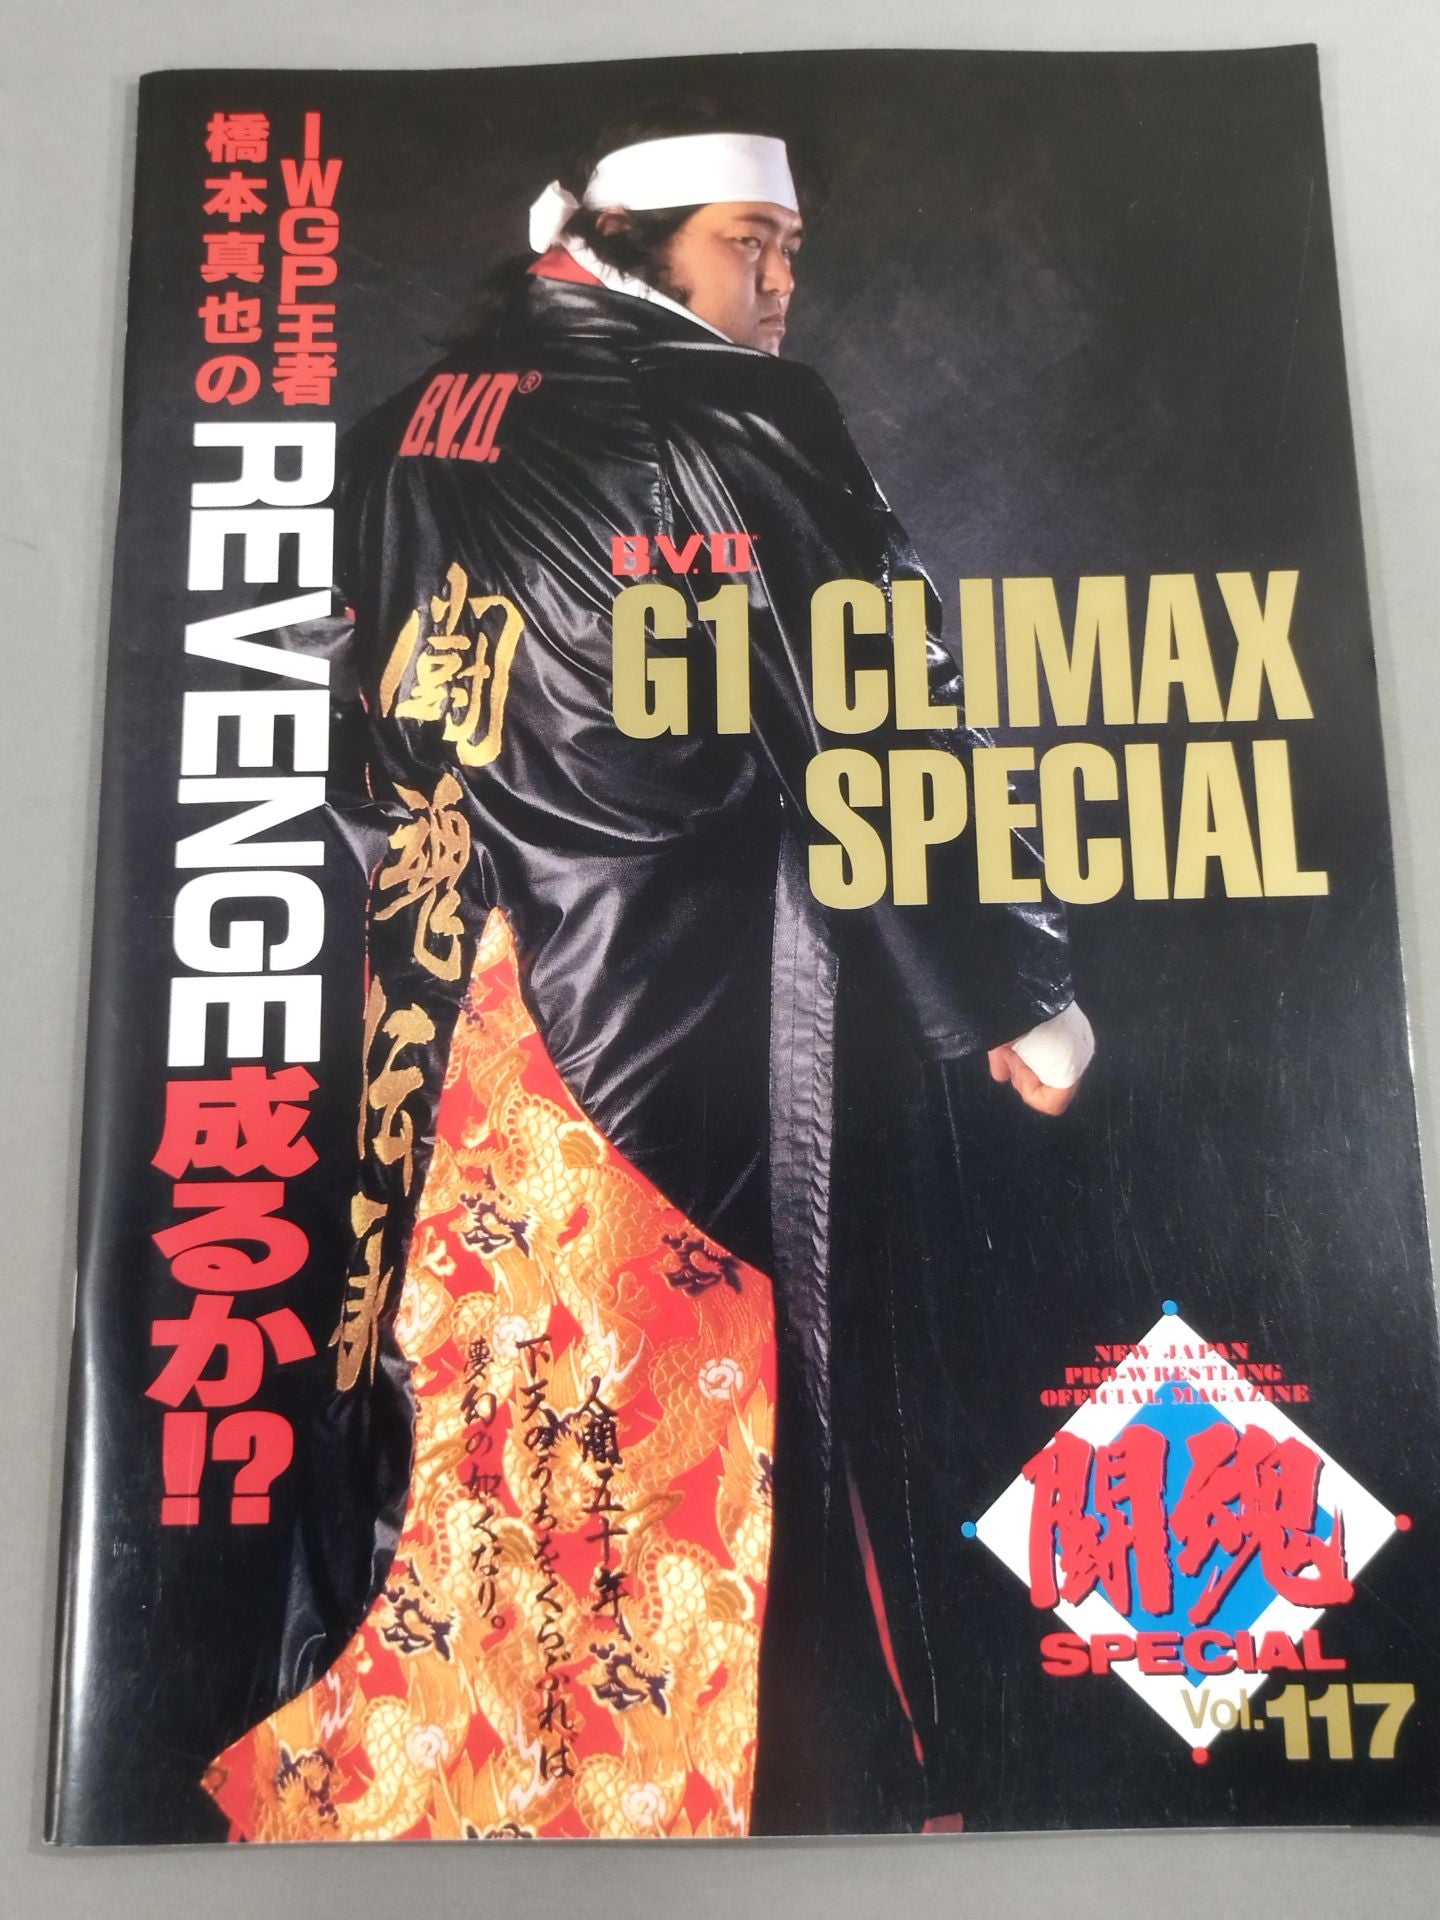 IWGP王者
橋本真也の
REVENGE成るか!?
B.V.D.®
闘魂伝承
B.V.D.
G1 CLIMAX
SPECIAL
人間五十年
下天のうちをくらぶれば
夢幻の如くなり。
NEW JAPAN
PRO-WRESTLING
OFFICIAL MAGAZINE
闘魂
SPECIAL
Vol.117